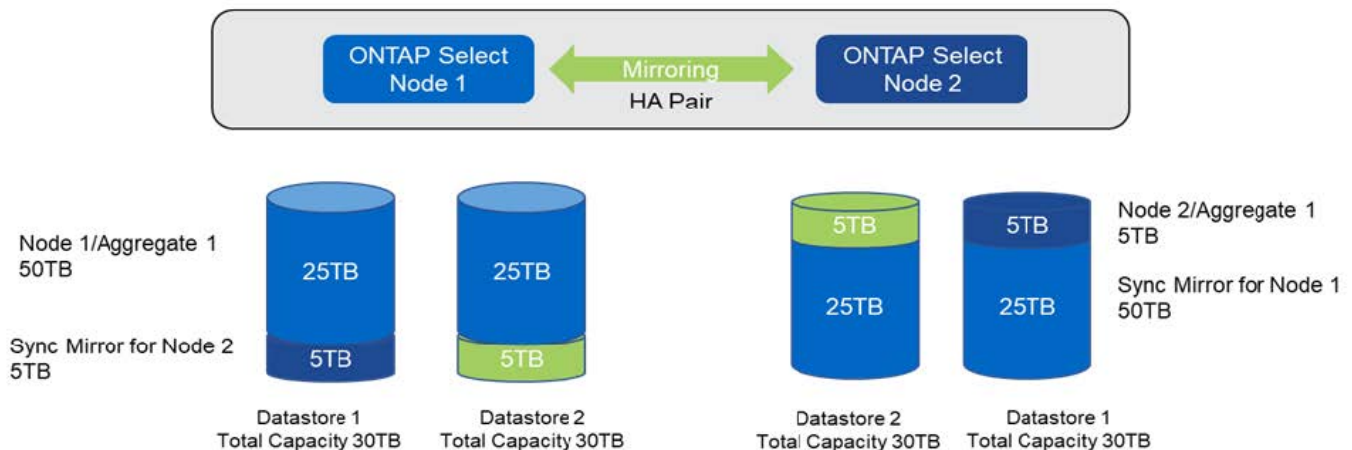 ONTAP Select
Node 1
Mirroring
HA Pair
ONTAP Select
Node 2
Node 1/Aggregate 1
50TB
Sync Mirror for Node 2
5TB
25TB
5TB
25TB
5TB
5TB
25TB
5TB
25TB
Node 2/Aggregate 1
5TB
Sync Mirror for Node 1
50TB
Datastore 1
Total Capacity 30TB
Datastore 2
Total Capacity 30TB
Datastore 2
Total Capacity 30TB
Datastore 1
Total Capacity 30TB